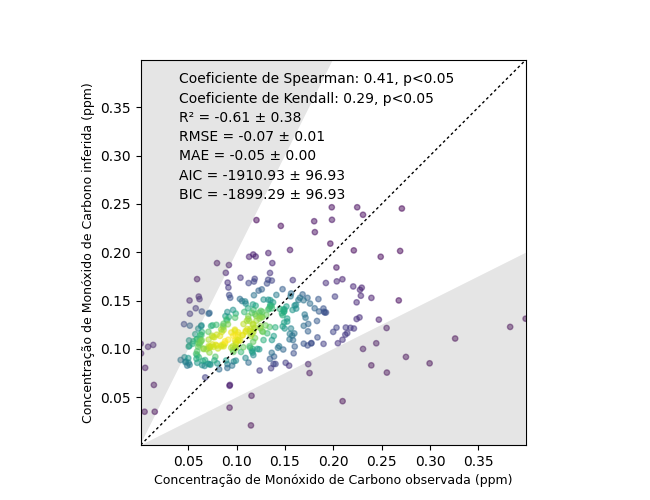 Coeficiente de Spearman: 0.41, p<0.05
Coeficiente de Kendall: 0.29, p<0.05
R² = -0.61 ± 0.38
RMSE = -0.07 ± 0.01
MAE = -0.05 ± 0.00
AIC = -1910.93 ± 96.93
BIC = -1899.29 ± 96.93
Concentração de Monóxido de Carbono inferida (ppm)
0.35
0.30
0.25
0.20
0.15
0.10
0.05
0.05 0.10 0.15 0.20 0.25 0.30 0.35
Concentração de Monóxido de Carbono observada (ppm)